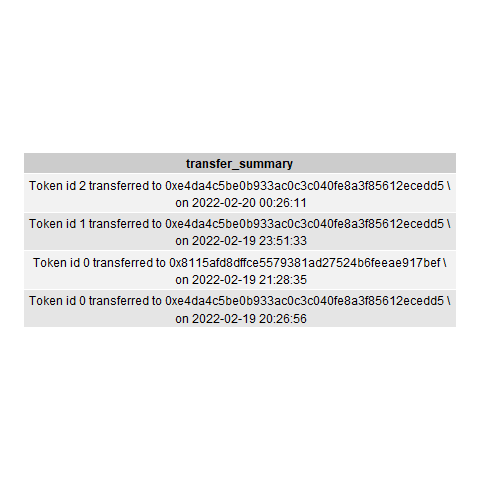 transfer_summary
Token id 2 transferred to 0xe4da4c5be0b933ac0c3c040fe8a3f85612ecedd5 \
on 2022-02-20 00:26:11
Token id 1 transferred to 0xe4da4c5be0b933ac0c3c040fe8a3f85612ecedd5 \
on 2022-02-19 23:51:33
Token id 0 transferred to 0x8115afd8dffce5579381ad27524b6feeae917bef \
on 2022-02-19 21:28:35
Token id 0 transferred to 0xe4da4c5be0b933ac0c3c040fe8a3f85612ecedd5 \
on 2022-02-19 20:26:56